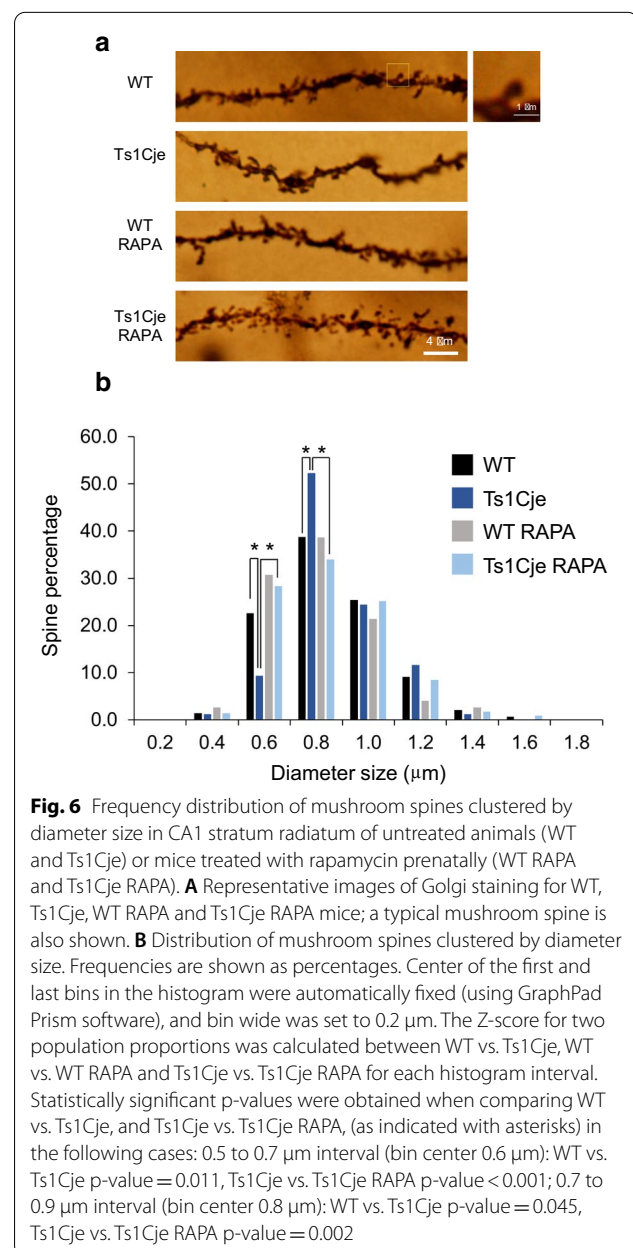 a
WT
1 �m
Ts1Cje
WT
RAPA
Ts1Cje
RAPA
4 �m
b
60.0
50.0
40.0
30.0
20.0
10.0
0.0
Spine percentage
* *
* *
WT
Ts1Cje
WT RAPA
Ts1Cje RAPA
0.2 0.4 0.6 0.8 1.0 1.2 1.4 1.6 1.8
Diameter size (μm)
Fig. 6 Frequency distribution of mushroom spines clustered by
diameter size in CA1 stratum radiatum of untreated animals (WT
and Ts1Cje) or mice treated with rapamycin prenatally (WT RAPA
and Ts1Cje RAPA). A Representative images of Golgi staining for WT,
Ts1Cje, WT RAPA and Ts1Cje RAPA mice; a typical mushroom spine is
also shown. B Distribution of mushroom spines clustered by diameter
size. Frequencies are shown as percentages. Center of the first and
last bins in the histogram were automatically fixed (using GraphPad
Prism software), and bin wide was set to 0.2 μm. The Z-score for two
population proportions was calculated between WT vs. Ts1Cje, WT
vs. WT RAPA and Ts1Cje vs. Ts1Cje RAPA for each histogram interval.
Statistically significant p-values were obtained when comparing WT
vs. Ts1Cje, and Ts1Cje vs. Ts1Cje RAPA, (as indicated with asterisks) in
the following cases: 0.5 to 0.7 μm interval (bin center 0.6 μm): WT vs.
Ts1Cje p-value = 0.011, Ts1Cje vs. Ts1Cje RAPA p-value < 0.001; 0.7 to
0.9 μm interval (bin center 0.8 μm): WT vs. Ts1Cje p-value = 0.045,
Ts1Cje vs. Ts1Cje RAPA p-value = 0.002